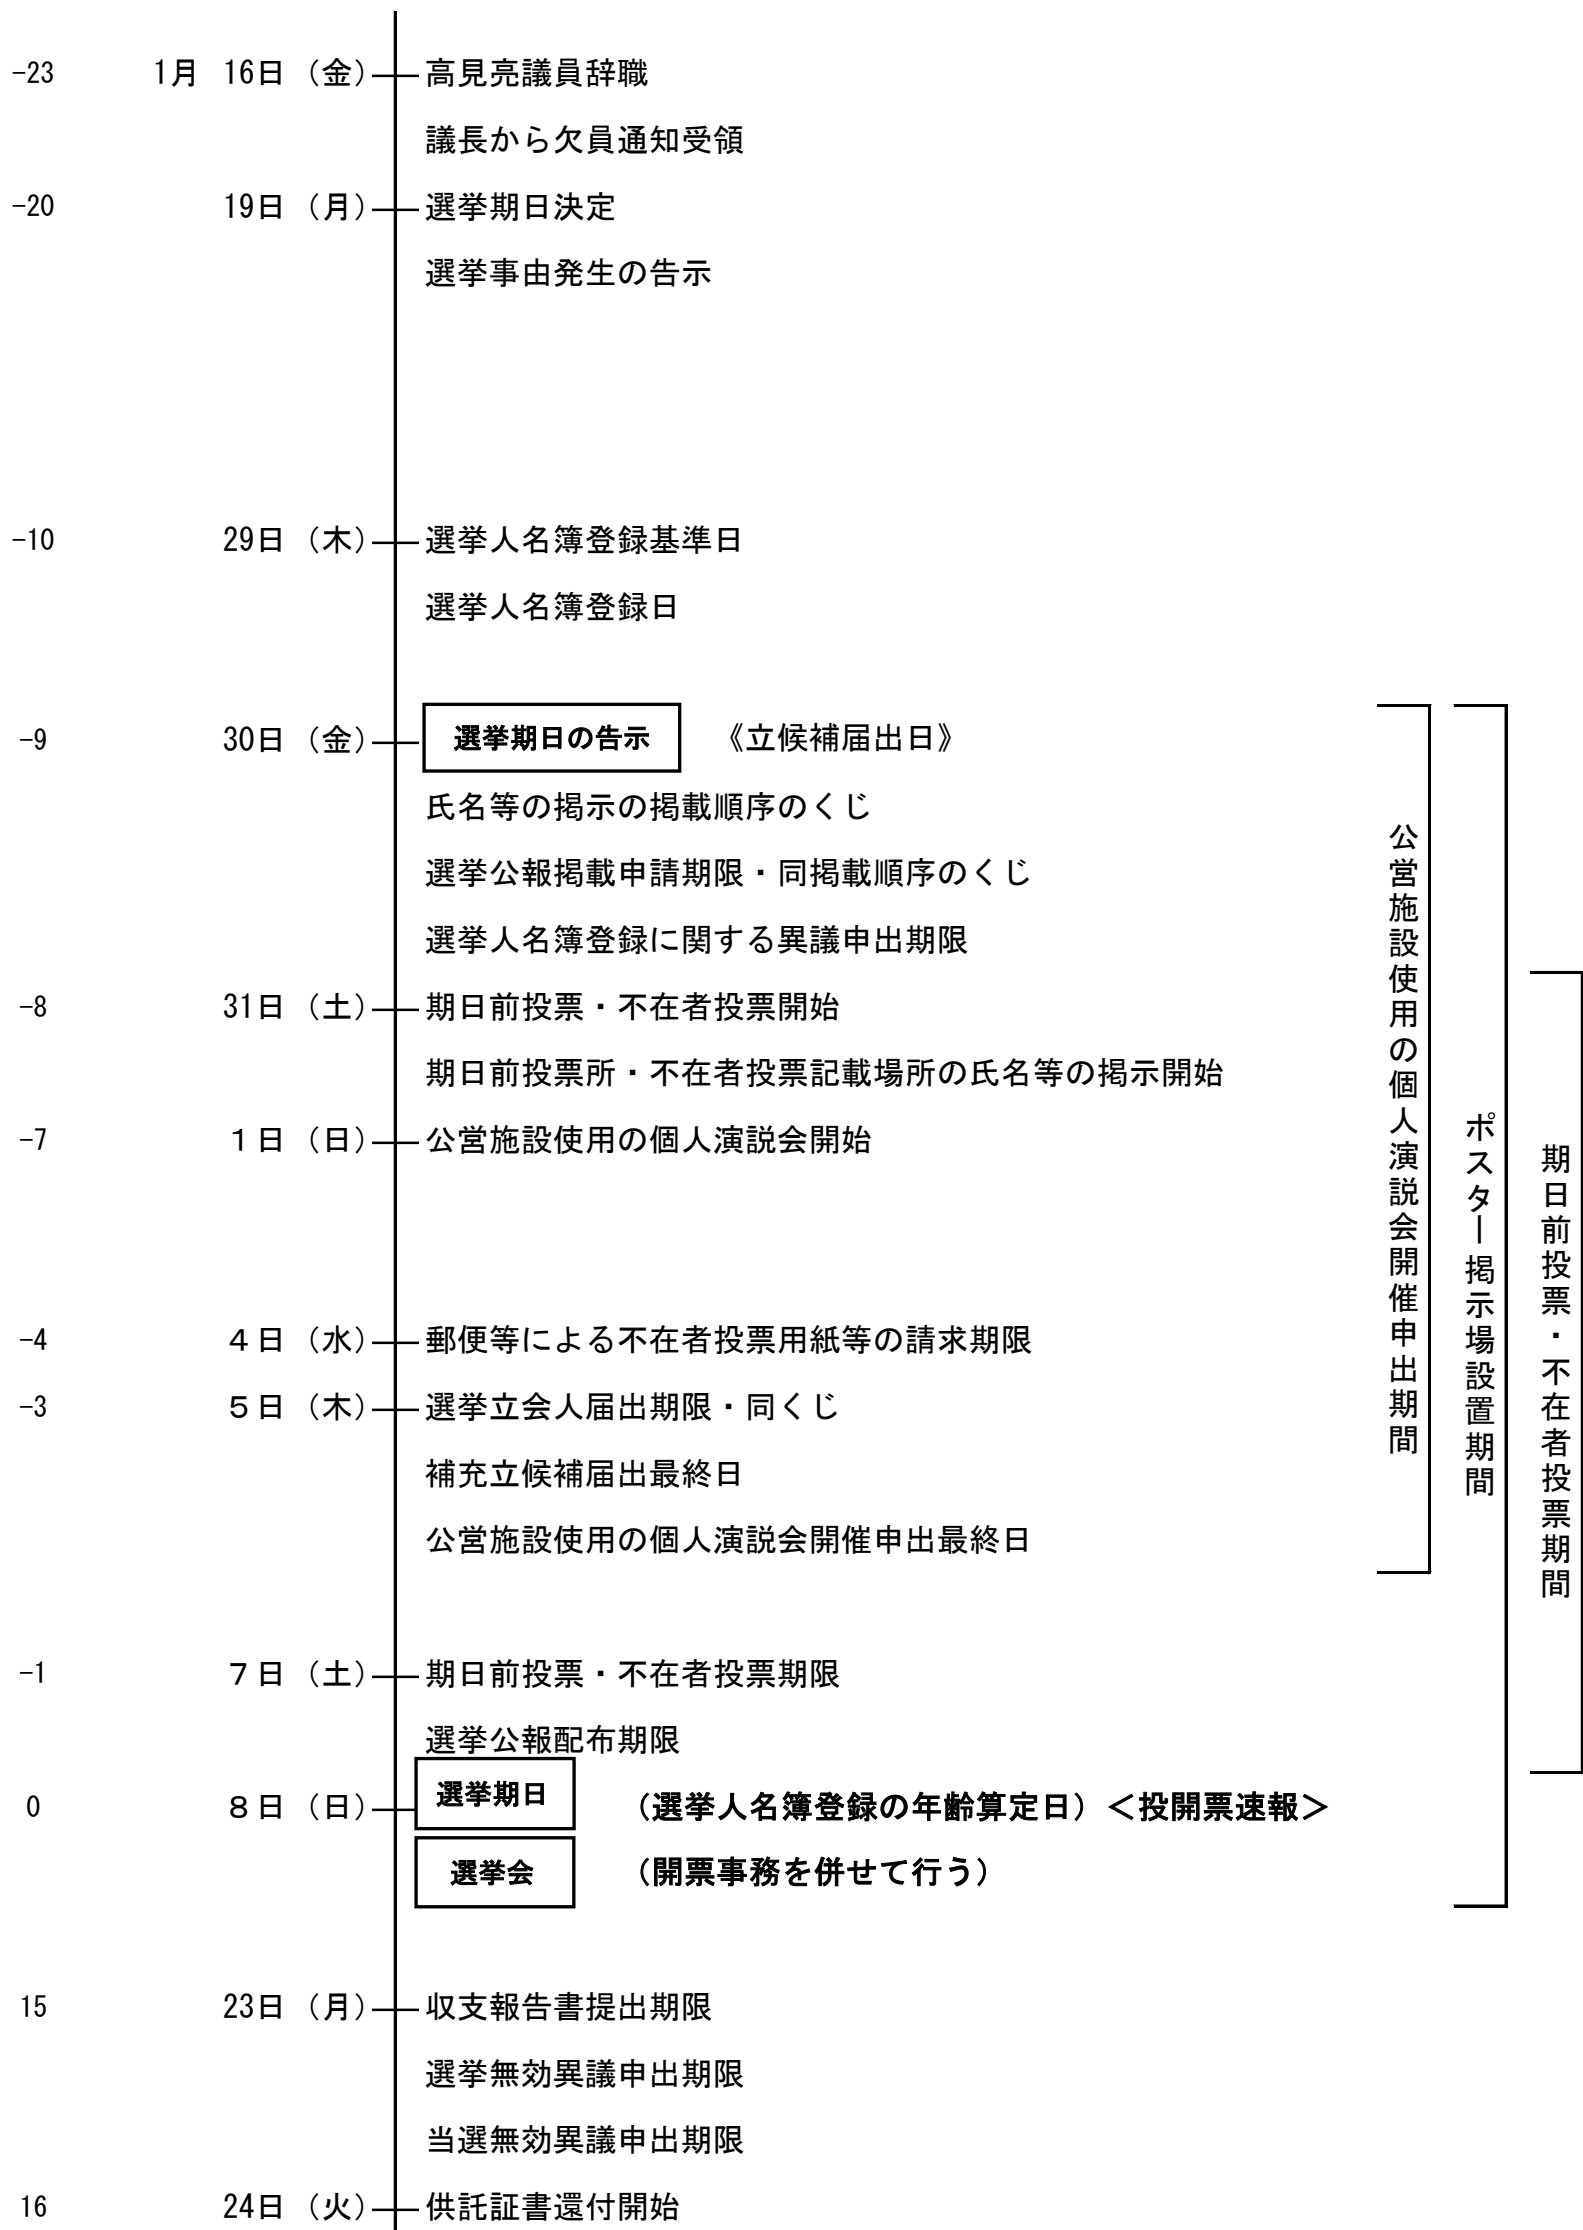 -23 1月 16日 (金) 高見亮議員辞職
議長から欠員通知受領
-20 19日 (月) 選挙期日決定
選挙事由発生の告示
-10 29日 (木) 選挙人名簿登録基準日
選挙人名簿登録日
-9 30日 (金) 選挙期日の告示 《立候補届出日》
氏名等の掲示の掲載順序のくじ
選挙公報掲載申請期限・同掲載順序のくじ
選挙人名簿登録に関する異議申出期限
-8 31日 (土) 期日前投票・不在者投票開始
期日前投票所・不在者投票記載場所の氏名等の掲示開始
-7 1日 (日) 公営施設使用の個人演説会開始
-4 4日 (水) 郵便等による不在者投票用紙等の請求期限
-3 5日 (木) 選挙立会人届出期限・同くじ
補充立候補届出最終日
公営施設使用の個人演説会開催申出最終日
-1 7日 (土) 期日前投票・不在者投票期限
選挙公報配布期限
0 8日 (日) 選挙期日 (選挙人名簿登録の年齢算定日) <投開票速報>
選挙会 (開票事務を併せて行う)
15 23日 (月) 収支報告書提出期限
選挙無効異議申出期限
当選無効異議申出期限
16 24日 (火) 供託証書還付開始
公営施設使用の個人演説会開催申出期間
ポスター掲示場設置期間
期日前投票・不在者投票期間